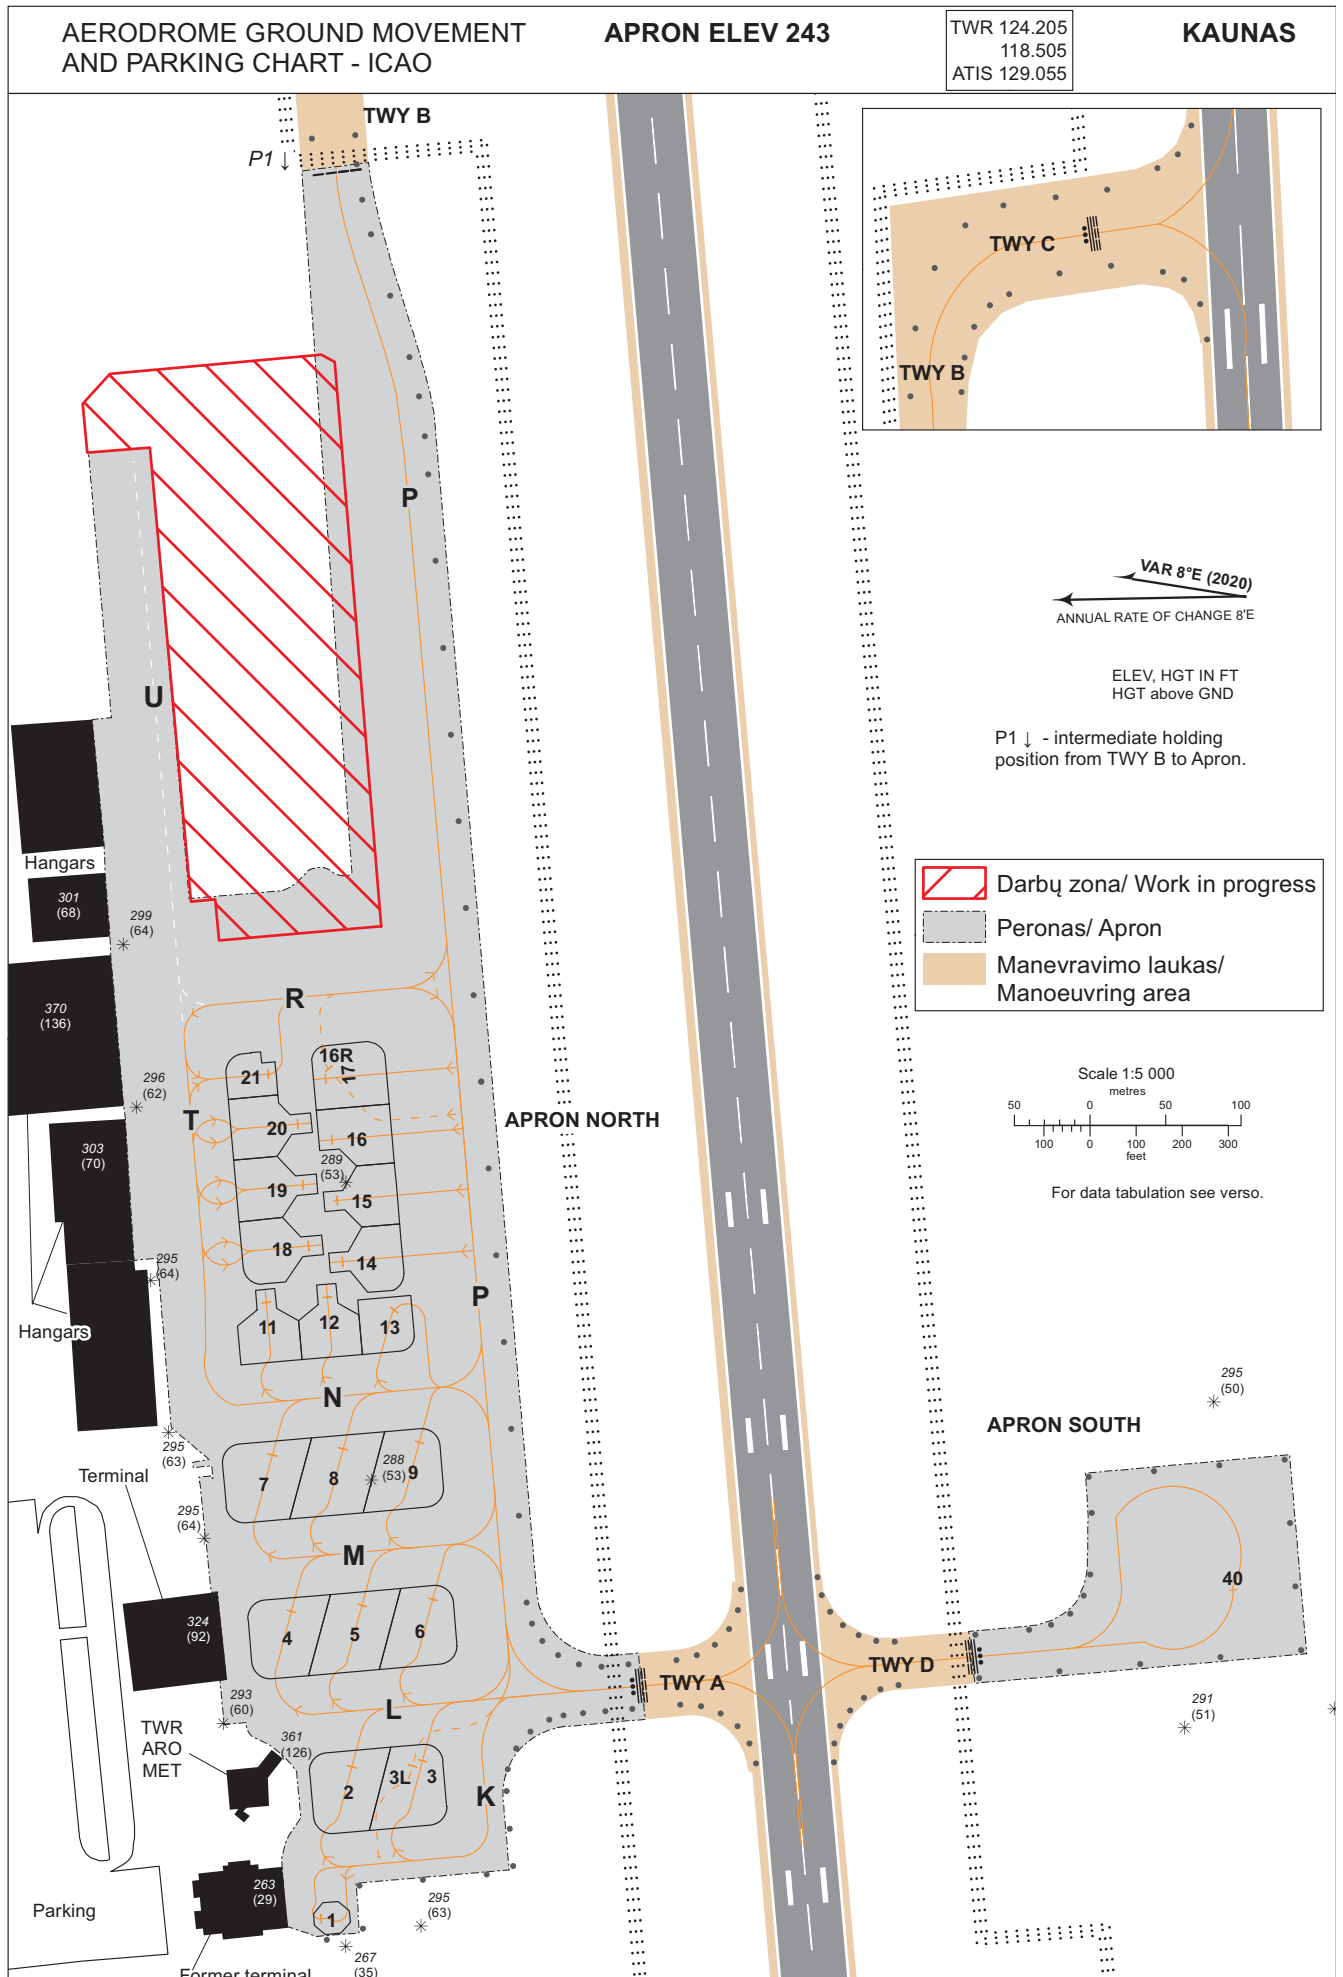 AERODROME GROUND MOVEMENT
AND PARKING CHART - ICAO
APRON ELEV 243
TWR 124.205
118.505
ATIS 129.055
KAUNAS
TWY B
P1 ↓
TWY C
TWY B
P
VAR 8°E (2020)
ANNUAL RATE OF CHANGE 8'E
ELEV, HGT IN FT
HGT above GND
P1 ↓ - intermediate holding
position from TWY B to Apron.
U
Hangars
301
(68)
299
(64)
Darbų zona/ Work in progress
Peronas/ Apron
Manevravimo laukas/
Manoeuvring area
370
(136)
R
16R
17
21
296
(62)
T
20
16
APRON NORTH
Scale 1:5 000
metres
50 0 50 100
100 0 100 200 300
feet
For data tabulation see verso.
303
(70)
289
(53)
19
15
18
14
295
(64)
P
11
12
13
Hangars
N
295
(50)
APRON SOUTH
295
(63)
Terminal
7
8
288
(53)
9
295
(64)
M
40
324
(92)
4
5
6
TWY A
TWY D
293
(60)
L
291
(51)
TWR
ARO
MET
361
(126)
2
3L
3
K
263
(29)
Parking
1
295
(63)
267
(35)
Former terminal